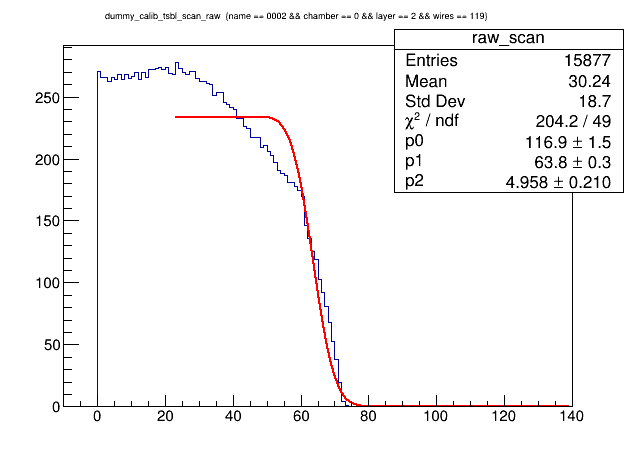 dummy_calib_tsbl_scan_raw (name == 0002 && chamber == 0 && layer == 2 && wires == 119)
raw_scan
Entries 15877
Mean 30.24
Std Dev 18.7
χ² / ndf 204.2 / 49
p0 116.9 ± 1.5
p1 63.8 ± 0.3
p2 4.958 ± 0.210
250
200
150
100
50
0
0 20 40 60 80 100 120 140